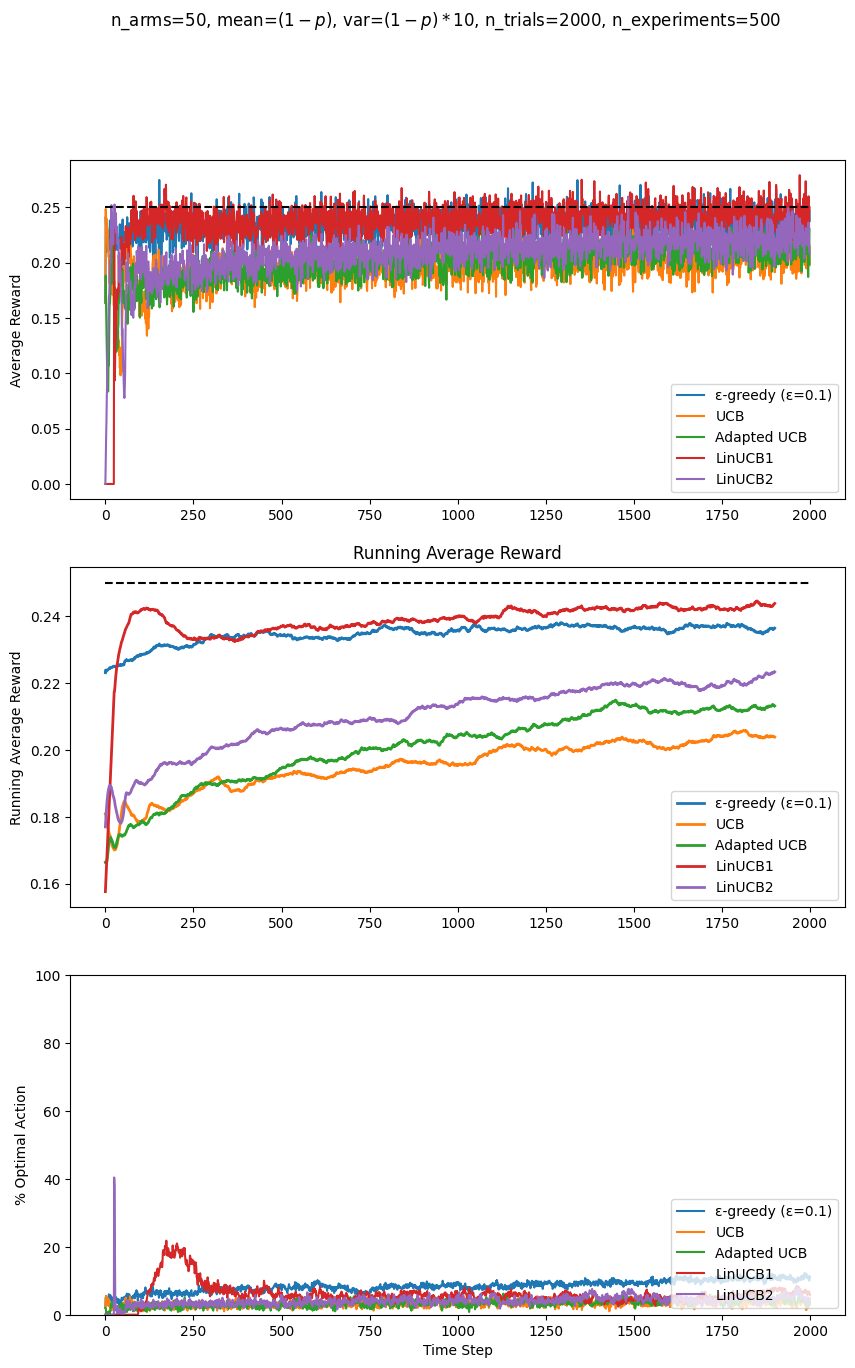 n_arms=50, mean=(1 − p), var=(1 − p) * 10, n_trials=2000, n_experiments=500
Average Reward
0.25
0.20
0.15
0.10
0.05
0.00
ε-greedy (ε=0.1)
UCB
Adapted UCB
LinUCB1
LinUCB2
0 250 500 750 1000 1250 1500 1750 2000
Running Average Reward
Running Average Reward
0.24
0.22
0.20
0.18
0.16
ε-greedy (ε=0.1)
UCB
Adapted UCB
LinUCB1
LinUCB2
0 250 500 750 1000 1250 1500 1750 2000
% Optimal Action
100
80
60
40
20
0
ε-greedy (ε=0.1)
UCB
Adapted UCB
LinUCB1
LinUCB2
0 250 500 750 1000 1250 1500 1750 2000
Time Step